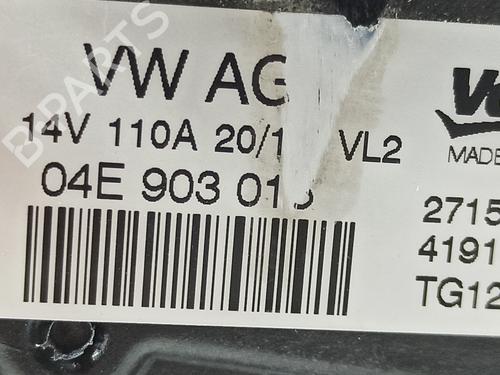 VW AG
14V 110A 20/1 VL2
04E 903 01
MADE
2715
4191
TG12
B-PARTS